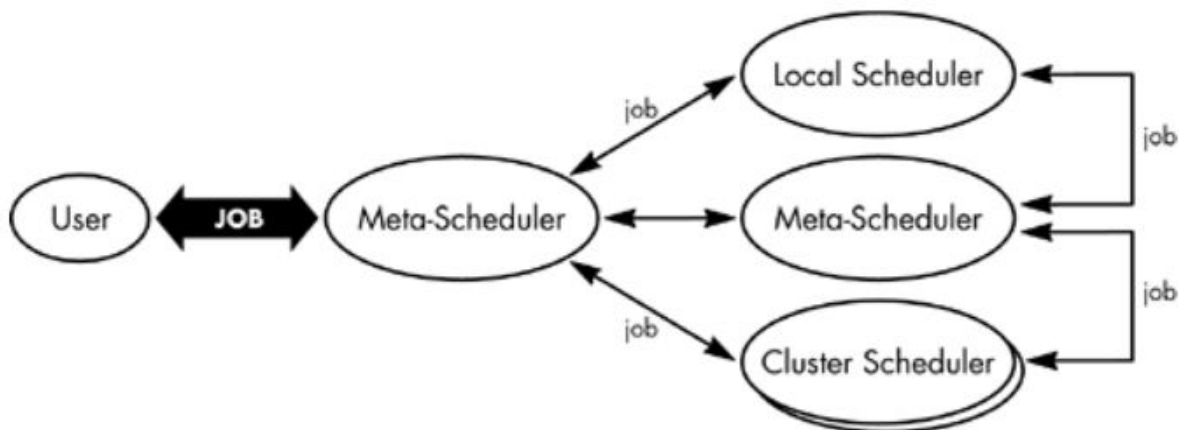 Local Scheduler
job
job
User
JOB
Meta-Scheduler
Meta-Scheduler
job
job
Cluster Scheduler